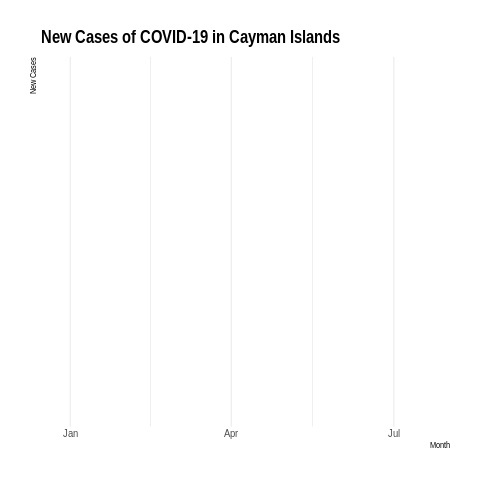 New Cases of COVID-19 in Cayman Islands
New Cases
Jan
Apr
Jul
Month